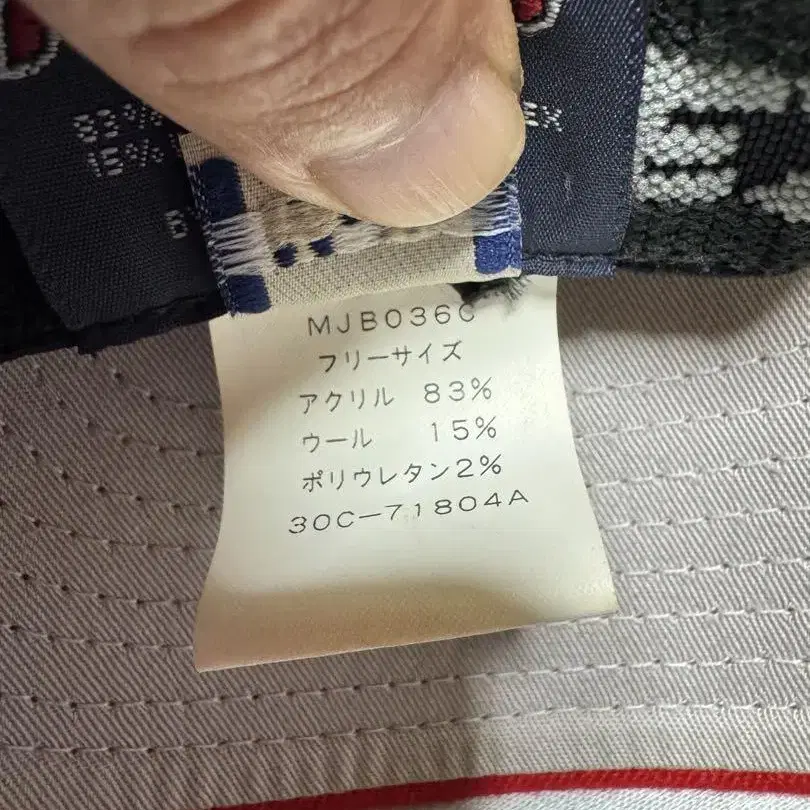 15%
MJB036C
フリーサイズ
アクリル 83%
ウール 15%
ポリウレタン2%
30C-71804A